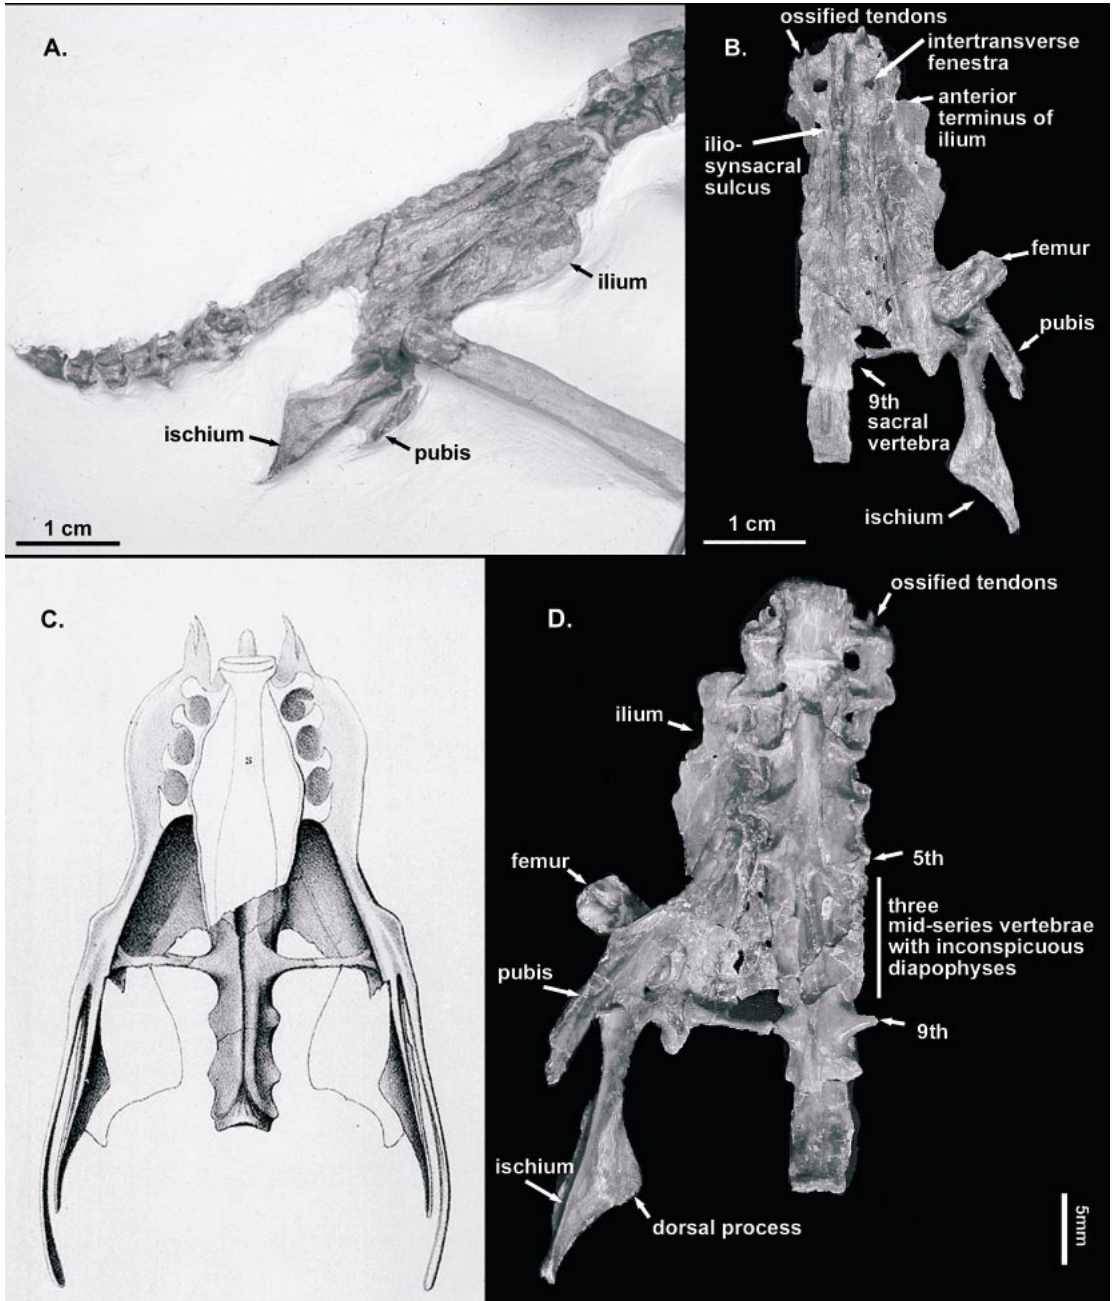 A.
ilium
ischium
pubis
1 cm
B.
ossified tendons
intertransverse
fenestra
anterior
terminus of
ilium
ilio-
synsacral
sulcus
femur
pubis
9th
sacral
vertebra
ischium
1 cm
C.
s
D.
ossified tendons
ilium
5th
femur
three
mid-series vertebrae
with inconspicuous
diapophyses
pubis
9th
ischium
dorsal process
5mm